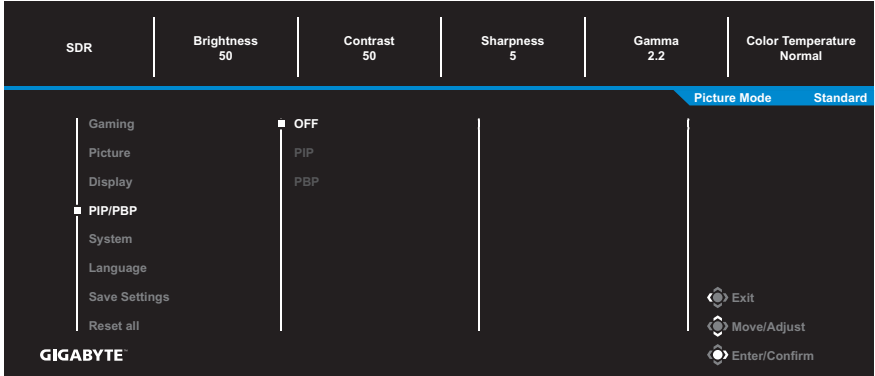 SDR
Brightness
50
Contrast
50
Sharpness
5
Gamma
2.2
Color Temperature
Normal
Picture Mode Standard
Gaming
Picture
Display
PIP/PBP
System
Language
Save Settings
Reset all
OFF
PIP
PBP
Exit
Move/Adjust
Enter/Confirm
GIGABYTE™